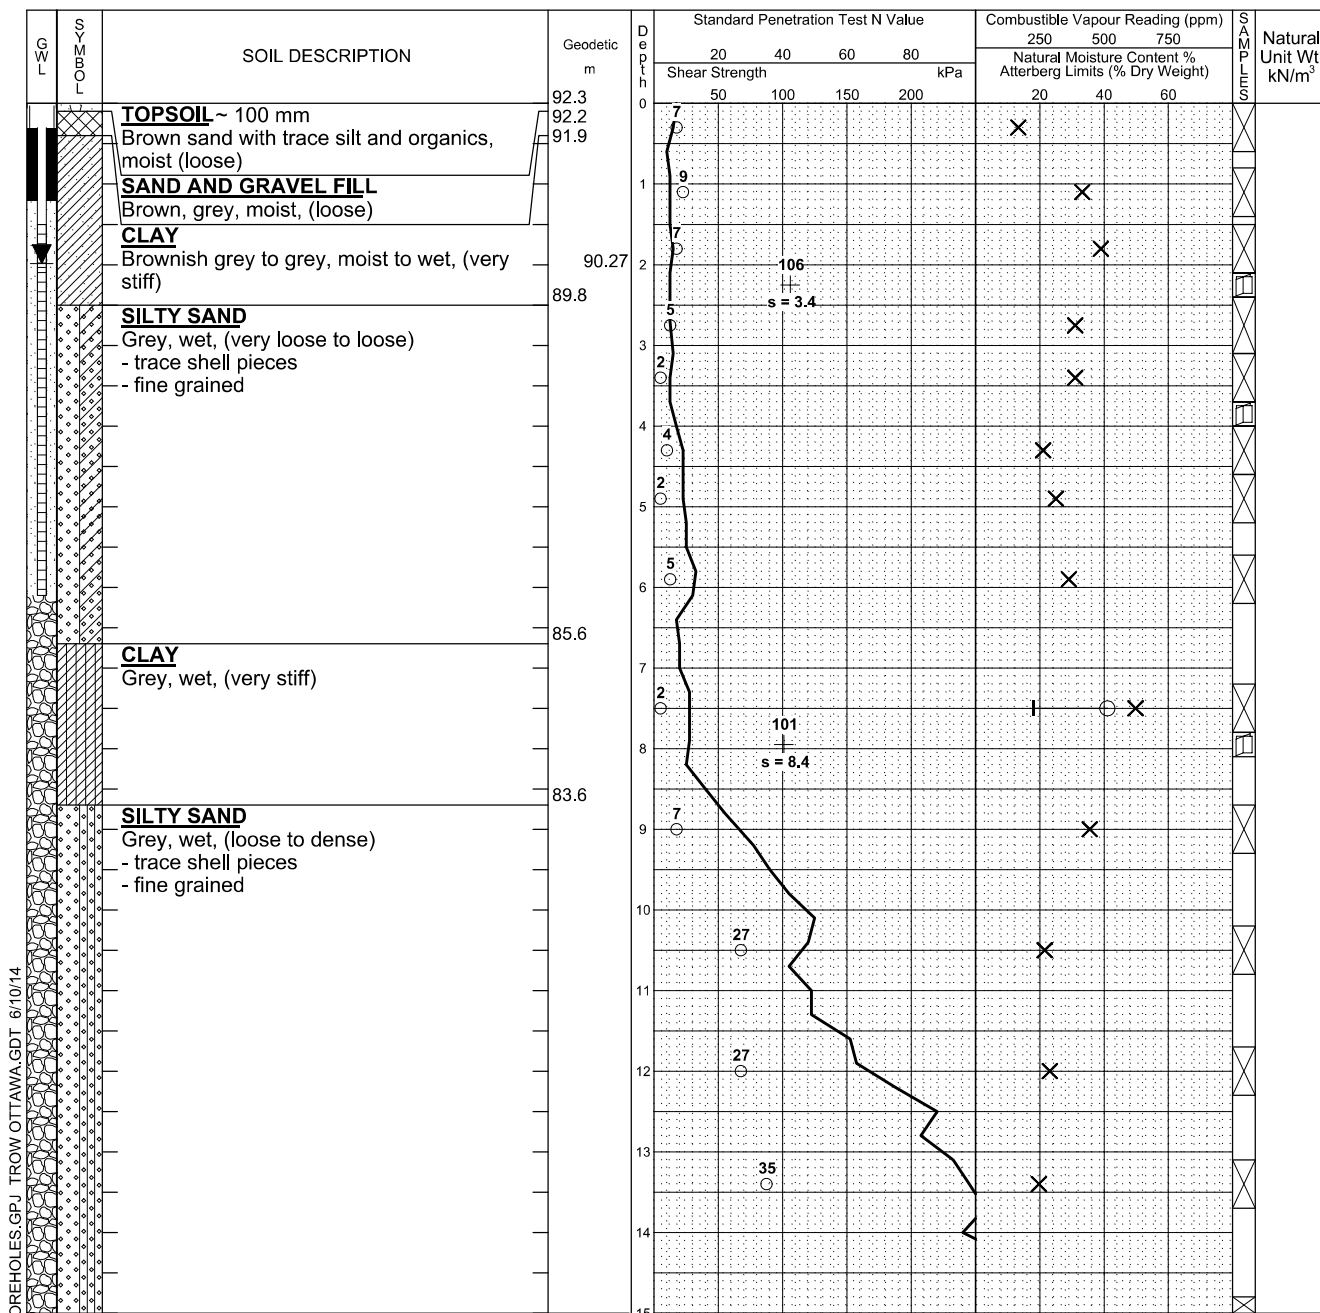 GWL
SYMBOL
SOIL DESCRIPTION
Geodetic
m
Depth
Standard Penetration Test N Value
20 40 60 80
Shear Strength kPa
50 100 150 200
Combustible Vapour Reading (ppm)
250 500 750
Natural Moisture Content %
Atterberg Limits (% Dry Weight)
20 40 60
SAMPLES
Natural
Unit Wt.
kN/m³
92.3
0
TOPSOIL ~ 100 mm
92.2
Brown sand with trace silt and organics,
moist (loose)
91.9
7
SAND AND GRAVEL FILL
Brown, grey, moist, (loose)
1
9
CLAY
Brownish grey to grey, moist to wet, (very
stiff)
7
90.27
2
106
s = 3.4
89.8
SILTY SAND
Grey, wet, (very loose to loose)
- trace shell pieces
- fine grained
5
3
2
4
4
2
5
5
6
85.6
CLAY
Grey, wet, (very stiff)
7
2
101
8
s = 8.4
83.6
SILTY SAND
Grey, wet, (loose to dense)
- trace shell pieces
- fine grained
7
9
10
27
11
27
12
13
35
14
15
OREHOLES.GPJ TROW OTTAWA.GDT 6/10/14